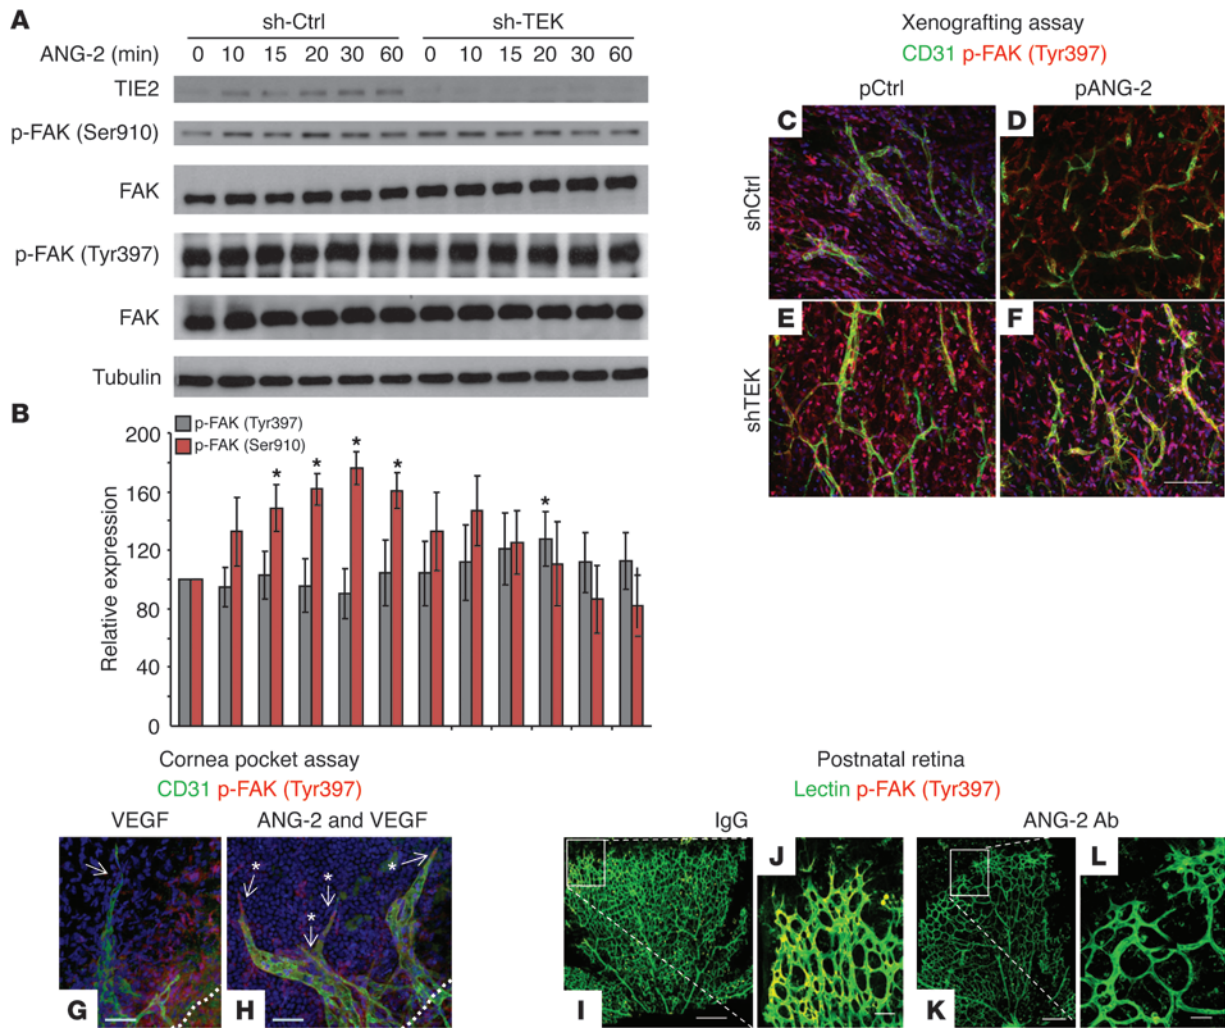 A
sh-Ctrl sh-TEK
ANG-2 (min) 0 10 15 20 30 60 0 10 15 20 30 60
TIE2
p-FAK (Ser910)
FAK
p-FAK (Tyr397)
FAK
Tubulin
B
p-FAK (Tyr397)
p-FAK (Ser910)
Relative expression
200
160
120
80
40
0
* * * * *
Xenografting assay
CD31 p-FAK (Tyr397)
pCtrl pANG-2
C D
shCtrl
E F
shTEK
Cornea pocket assay
CD31 p-FAK (Tyr397)
VEGF ANG-2 and VEGF
* * * *
G H
Postnatal retina
Lectin p-FAK (Tyr397)
IgG ANG-2 Ab
J L
I K